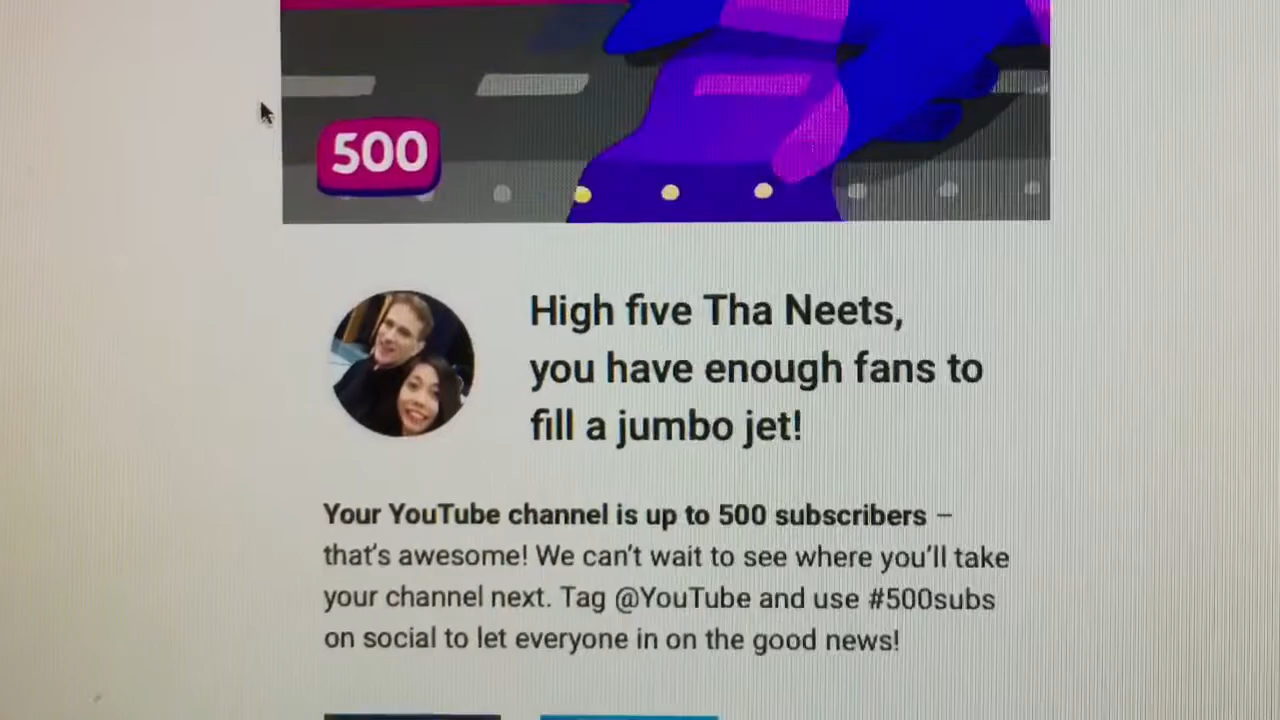 500
High five Tha Neets,
you have enough fans to
fill a jumbo jet!
Your YouTube channel is up to 500 subscribers –
that's awesome! We can't wait to see where you'll take
your channel next. Tag @YouTube and use #500subs
on social to let everyone in on the good news!